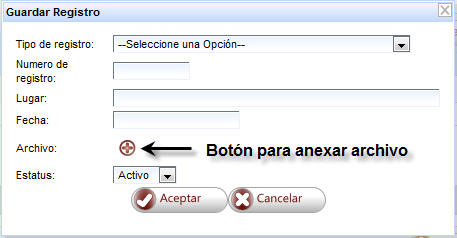 Guardar Registro
Tipo de registro: --Seleccione una Opción--
Numero de
registro:
Lugar:
Fecha:
Archivo: Botón para anexar archivo
Estatus: Activo
Aceptar Cancelar